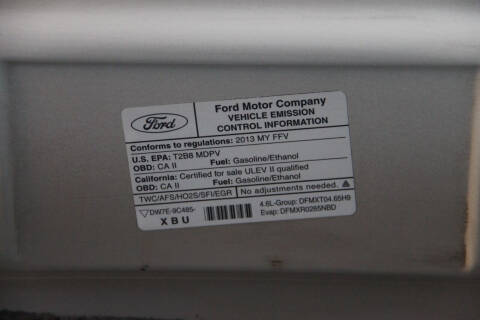 Ford
Ford Motor Company
VEHICLE EMISSION
CONTROL INFORMATION
Conforms to regulations: 2013 MY FFV
U.S. EPA: T2B8 MDPV
OBD: CA II Fuel: Gasoline/Ethanol
California: Certified for sale ULEV II qualified
OBD: CA II Fuel: Gasoline/Ethanol
TWC/AFS/HO2S/SFI/EGR No adjustments needed.
DW7E-9C485-
XBU
4.6L-Group: DFMXT04.65H9
Evap: DFMXR0265NBD